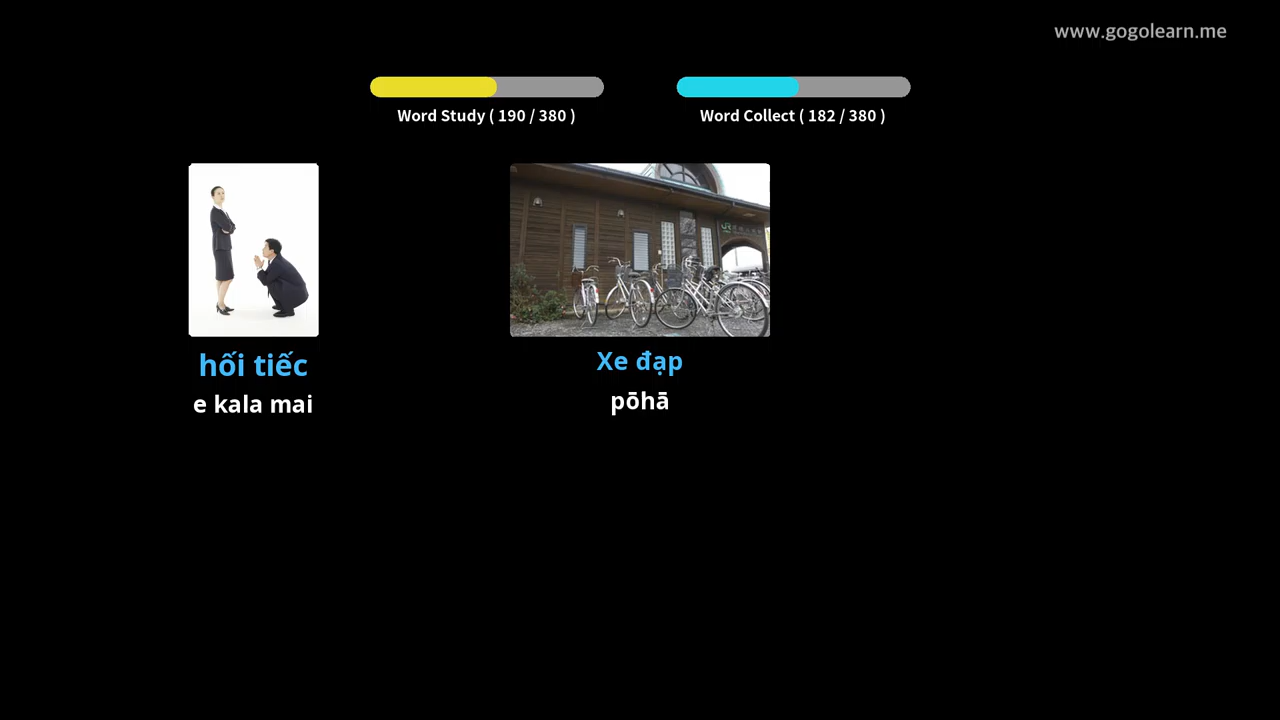 www.gogolearn.me
Word Study ( 190 / 380 )
Word Collect ( 182 / 380 )
hối tiếc
e kala mai
Xe đạp
pōhā